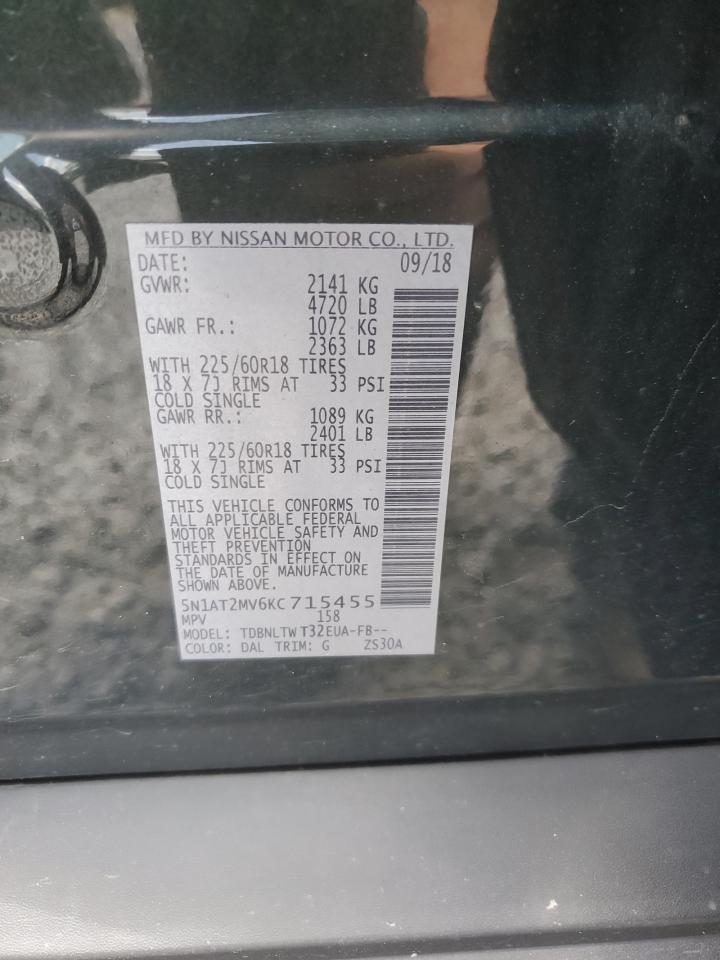 MFD BY NISSAN MOTOR CO., LTD.
DATE: 09/18
GVWR: 2141 KG
4720 LB
GAWR FR.: 1072 KG
2363 LB
WITH 225/60R18 TIRES
18 X 7J RIMS AT 33 PSI
COLD SINGLE
GAWR RR.: 1089 KG
2401 LB
WITH 225/60R18 TIRES
18 X 7J RIMS AT 33 PSI
COLD SINGLE
THIS VEHICLE CONFORMS TO
ALL APPLICABLE FEDERAL
MOTOR VEHICLE SAFETY AND
THEFT PREVENTION
STANDARDS IN EFFECT ON
THE DATE OF MANUFACTURE
SHOWN ABOVE.
5N1AT2MV6KC715455
MPV 158
MODEL: TDBNLTWT32EUA-FB--
COLOR: DAL TRIM: G ZS30A